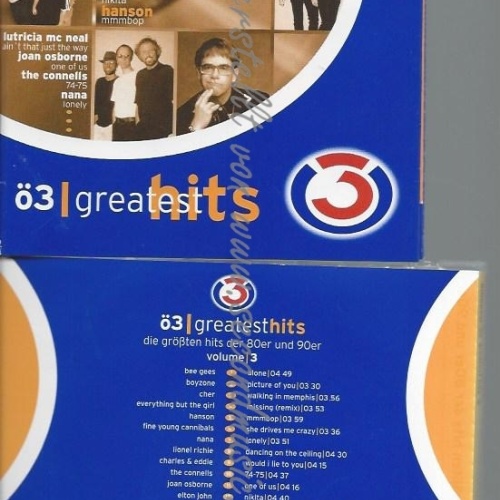 nikita
hanson
mmmbop
lutricia mc neal
ain´t that just the way
joan osborne
one of us
the connells
74-75
nana
lonely
ö3|greatest hits
3
3
ö3|greatesthits
die größten hits der 80er und 90er
volume|3
bee gees alone|04 49
boyzone picture of you|03 30
cher walking in memphis|03.56
everything but the girl missing (remix)|03 53
hanson mmmbop|03 59
fine young cannibals she drives me crazy|03 36
nana lonely|03 51
lionel richie dancing on the ceiling|04 30
charles & eddie would i lie to you|04 15
the connells 74-75|04 37
joan osborne one of us|04 16
elton john nikita|04 40